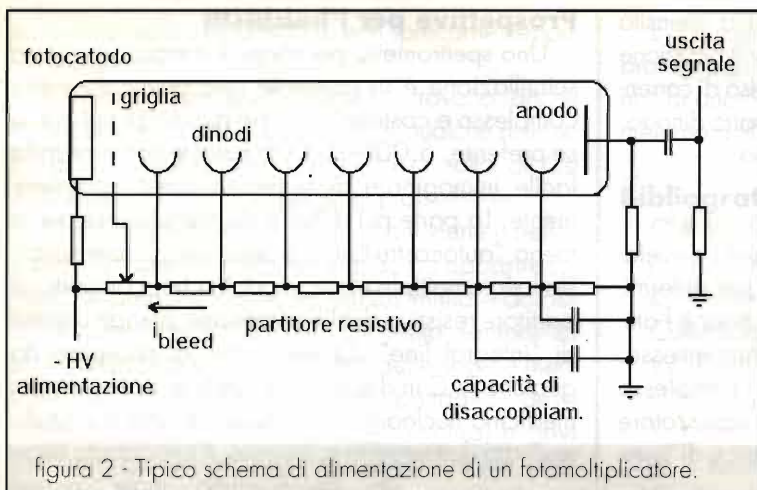 uscita
segnale
fotocatodo
griglia
dinodi
anodo
I bleed
partitore resistivo
- HV
alimentazione
capacità di
disaccoppiam.
figura 2 - Tipico schema di alimentazione di un fotomoltiplicatore.